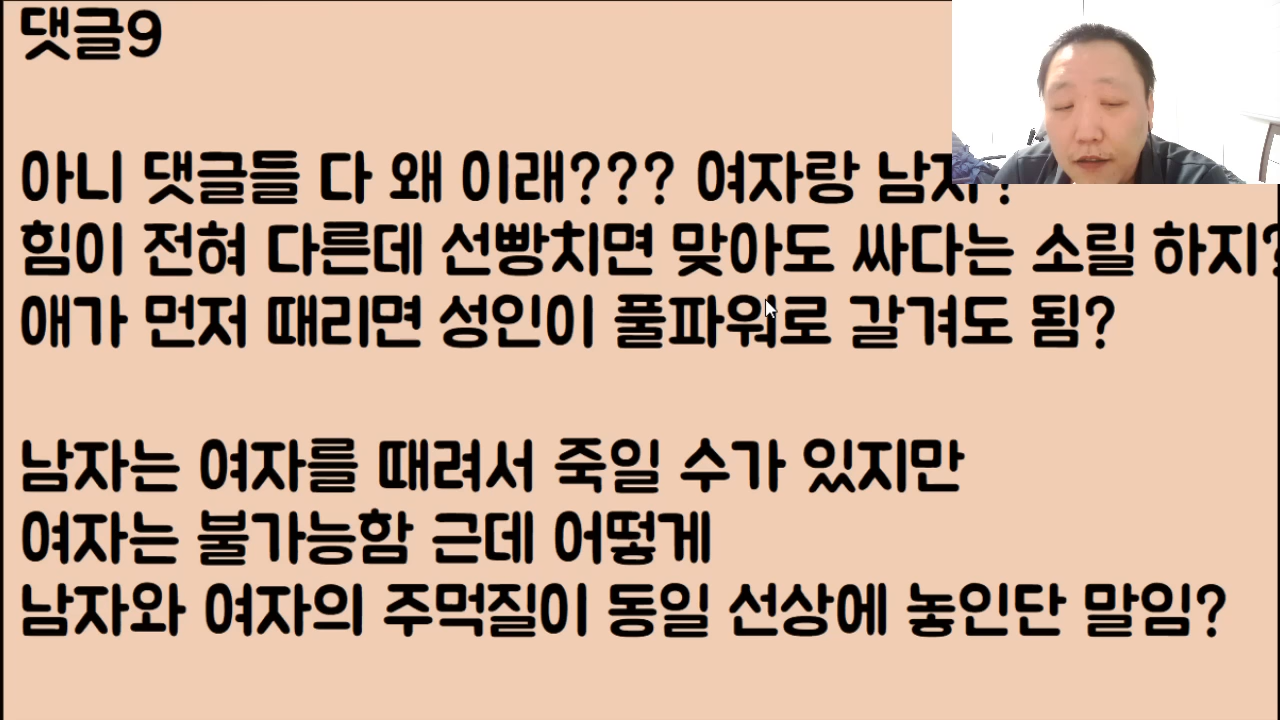 댓글9
아니 댓글들 다 왜 이래??? 여자랑
힘이 전혀 다른데 선빵치면 맞아도 싸다는 소릴 하지?
애가 먼저 때리면 성인이 풀파워로 갈겨도 됨?
남자는 여자를 때려서 죽일 수가 있지만
여자는 불가능함 근데 어떻게
남자와 여자의 주먹질이 동일 선상에 놓인단 말임?